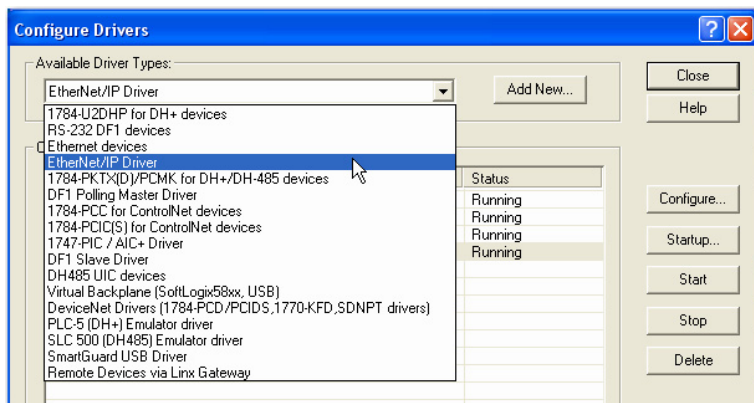 Configure Drivers
Available Driver Types:
EtherNet/IP Driver
Add New...
Close
Help
1784-U2DHP for DH+ devices
RS-232 DF1 devices
Ethernet devices
EtherNet/IP Driver
1784-PKTX(D)/PCMK for DH+/DH-485 devices
DF1 Polling Master Driver
1784-PCC for ControlNet devices
1784-PCIC(S) for ControlNet devices
1747-PIC / AIC+ Driver
DF1 Slave Driver
DH485 UIC devices
Virtual Backplane (SoftLogix58xx, USB)
DeviceNet Drivers (1784-PCD/PCIDS,1770-KFD,SDNPT drivers)
PLC-5 (DH+) Emulator driver
SLC 500 (DH485) Emulator driver
SmartGuard USB Driver
Remote Devices via Linx Gateway
Status
Running
Running
Running
Running
Configure...
Startup...
Start
Stop
Delete